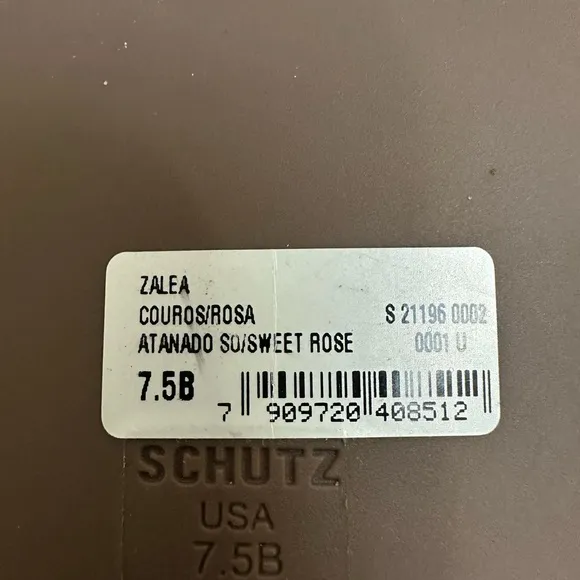 ZALEA
COUROS/ROSA S 21196 0002
ATANADO SO/SWEET ROSE 0001 U
7.5B
7 909720 408512
SCHUTZ
USA
7.5B